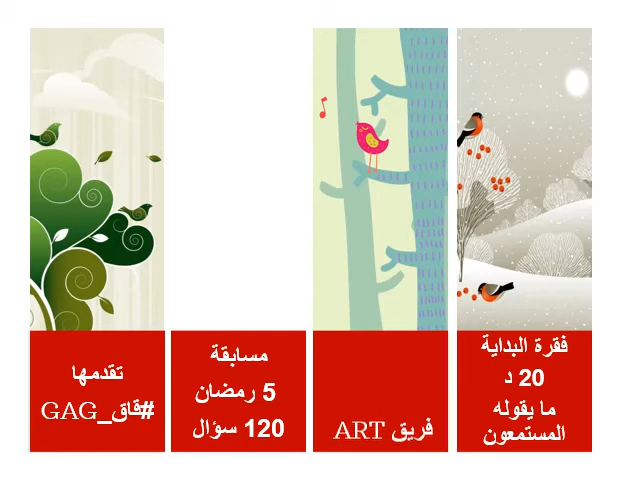 فقرة البداية
20 د
ما يقوله
المستمعون
فريق ART
مسابقة
5 رمضان
120 سؤال
تقدمها
#قاق_GAG